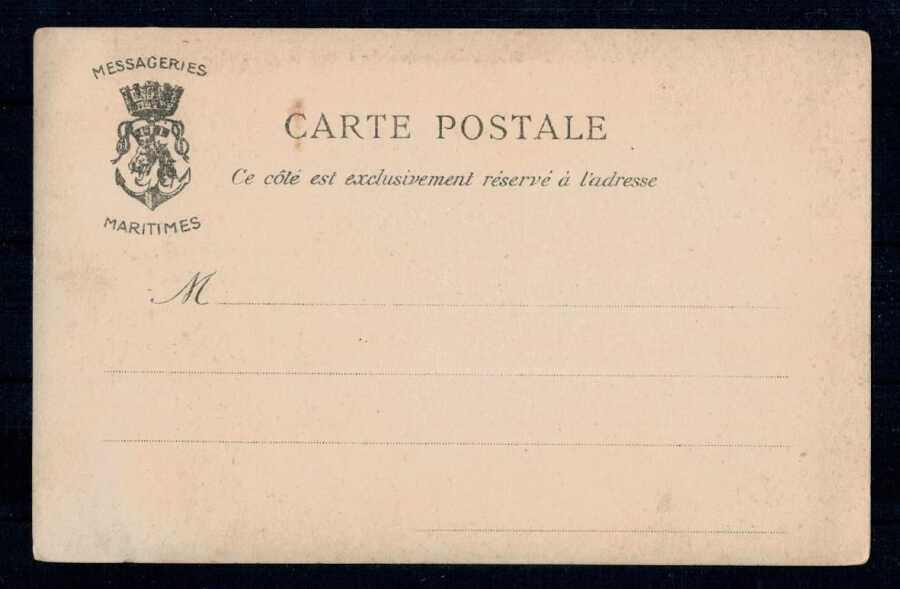 MESSAGERIES
MARITIMES
CARTE POSTALE
Ce côté est exclusivement réservé à l'adresse
M